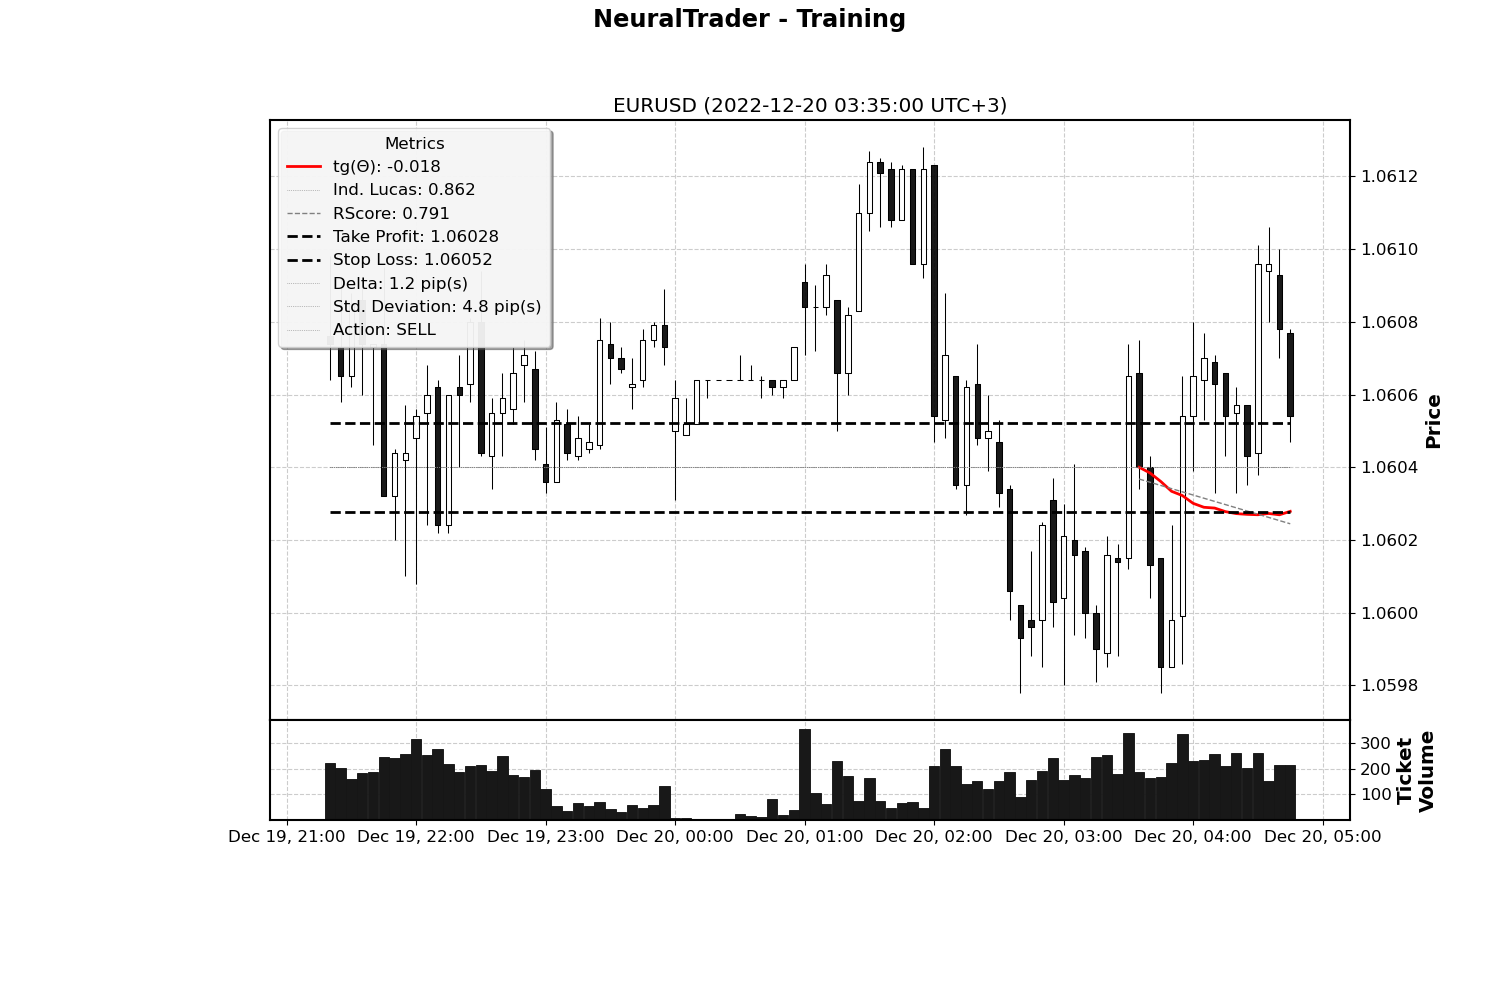 NeuralTrader - Training
EURUSD (2022-12-20 03:35:00 UTC+3)
Metrics
tg(Θ): -0.018
Ind. Lucas: 0.862
RScore: 0.791
Take Profit: 1.06028
Stop Loss: 1.06052
Delta: 1.2 pip(s)
Std. Deviation: 4.8 pip(s)
Action: SELL
1.0612
1.0610
1.0608
1.0606
1.0604
1.0602
1.0600
1.0598
Price
300
200
100
Ticket
Volume
Dec 19, 21:00 Dec 19, 22:00 Dec 19, 23:00 Dec 20, 00:00 Dec 20, 01:00 Dec 20, 02:00 Dec 20, 03:00 Dec 20, 04:00 Dec 20, 05:00